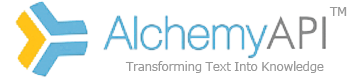 AlchemyAPI™
Transforming Text Into Knowledge